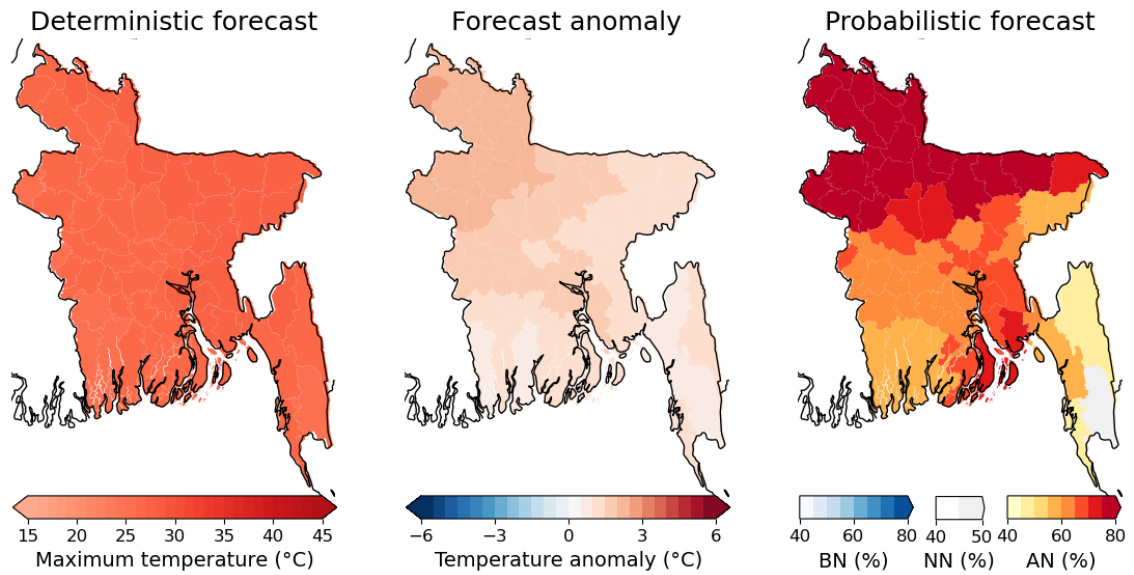 Deterministic forecast
Forecast anomaly
Probabilistic forecast
15 20 25 30 35 40 45
Maximum temperature (°C)
−6 −3 0 3 6
Temperature anomaly (°C)
40 60 80
BN (%)
40 50
NN (%)
40 60 80
AN (%)